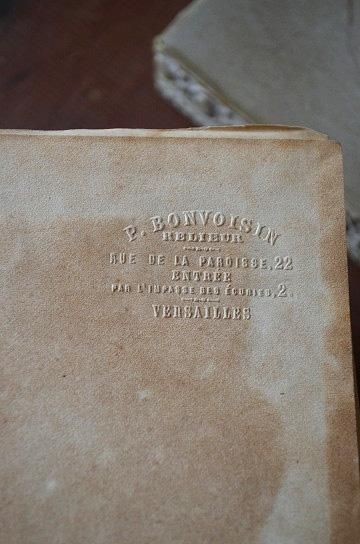 P. BONVOISIN
RELIEUR
RUE DE LA PAROISSE, 22
ENTRÉE
PAR L'IMPASSE DES ÉCURIES, 2.
VERSAILLES